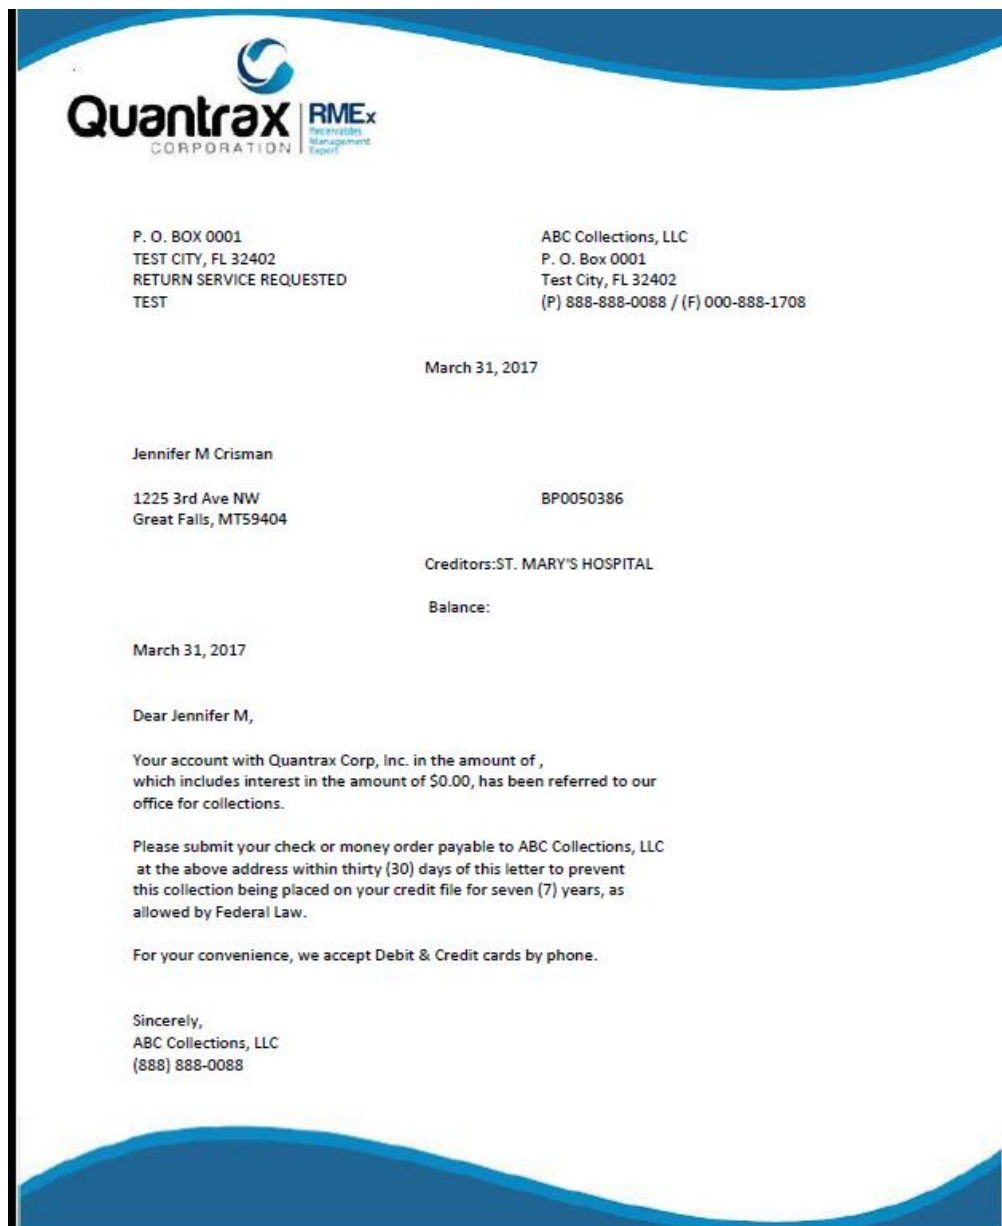 Quantrax
CORPORATION
RMEx
Receivables
Management
Expert
P. O. BOX 0001
TEST CITY, FL 32402
RETURN SERVICE REQUESTED
TEST
ABC Collections, LLC
P. O. Box 0001
Test City, FL 32402
(P) 888-888-0088 / (F) 000-888-1708
March 31, 2017
Jennifer M Crisman
1225 3rd Ave NW
Great Falls, MT59404
BP0050386
Creditors:ST. MARY'S HOSPITAL
Balance:
March 31, 2017
Dear Jennifer M,
Your account with Quantrax Corp, Inc. in the amount of ,
which includes interest in the amount of $0.00, has been referred to our
office for collections.
Please submit your check or money order payable to ABC Collections, LLC
at the above address within thirty (30) days of this letter to prevent
this collection being placed on your credit file for seven (7) years, as
allowed by Federal Law.
For your convenience, we accept Debit & Credit cards by phone.
Sincerely,
ABC Collections, LLC
(888) 888-0088